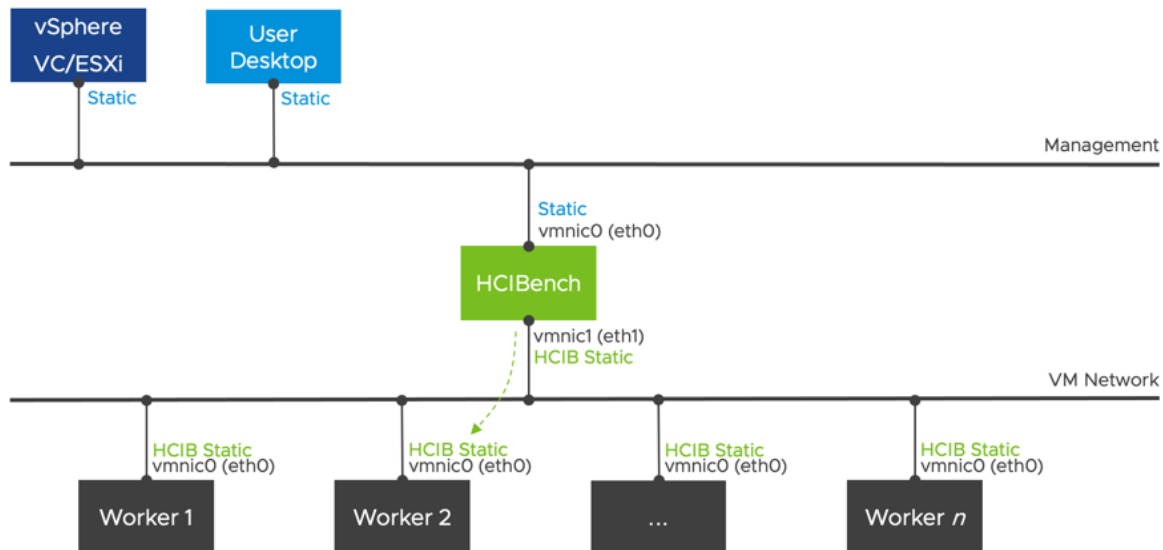 vSphere
VC/ESXi
User
Desktop
Static
Static
Management
Static
vmnic0 (eth0)
HCIBench
vmnic1 (eth1)
HCIB Static
VM Network
HCIB Static
vmnic0 (eth0)
HCIB Static
vmnic0 (eth0)
HCIB Static
vmnic0 (eth0)
HCIB Static
vmnic0 (eth0)
Worker 1
Worker 2
...
Worker n